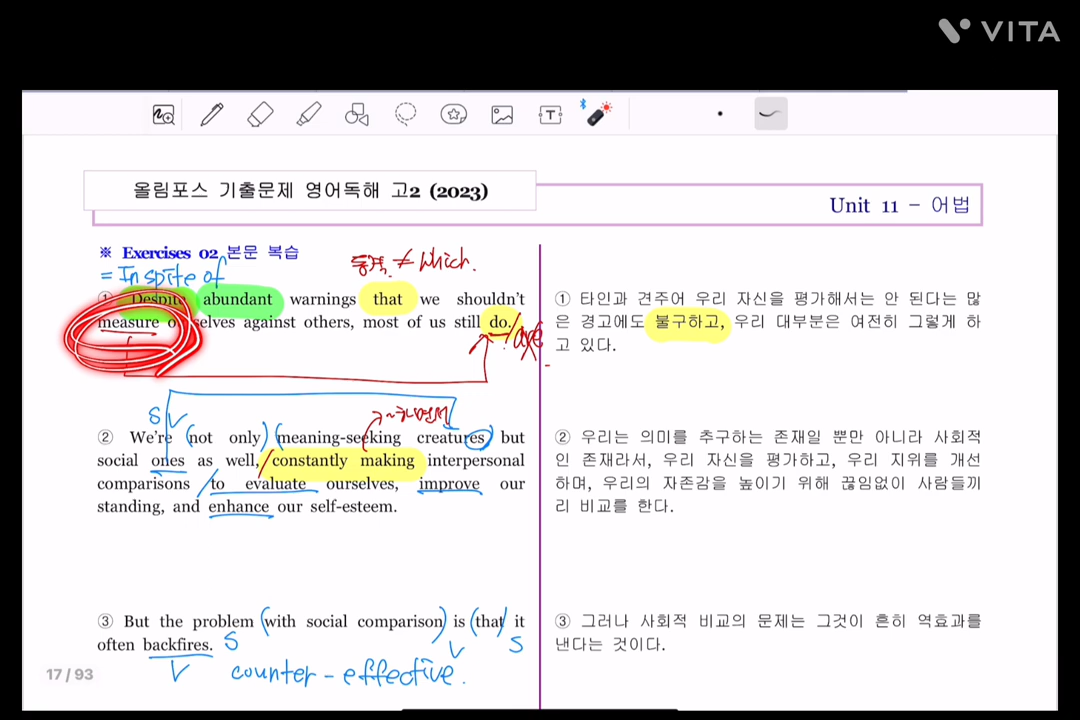 VITA
올림포스 기출문제 영어독해 고2 (2023)
Unit 11 - 어법
※ Exercises 02 본문 복습
= In spite of
동격 ≠ which.
① Despite abundant warnings that we shouldn't
measure ourselves against others, most of us still do.
are
① 타인과 견주어 우리 자신을 평가해서는 안 된다는 많
은 경고에도 불구하고, 우리 대부분은 여전히 그렇게 하
고 있다.
S V
② We're (not only) (meaning-seeking creatures) but
social ones as well, / constantly making interpersonal
comparisons / to evaluate ourselves, improve our
standing, and enhance our self-esteem.
② 우리는 의미를 추구하는 존재일 뿐만 아니라 사회적
인 존재라서, 우리 자신을 평가하고, 우리 지위를 개선
하며, 우리의 자존감을 높이기 위해 끊임없이 사람들끼
리 비교를 한다.
③ But the problem (with social comparison) is (that) it
often backfires.
S V S
V counter-effective.
③ 그러나 사회적 비교의 문제는 그것이 흔히 역효과를
낸다는 것이다.
17/93